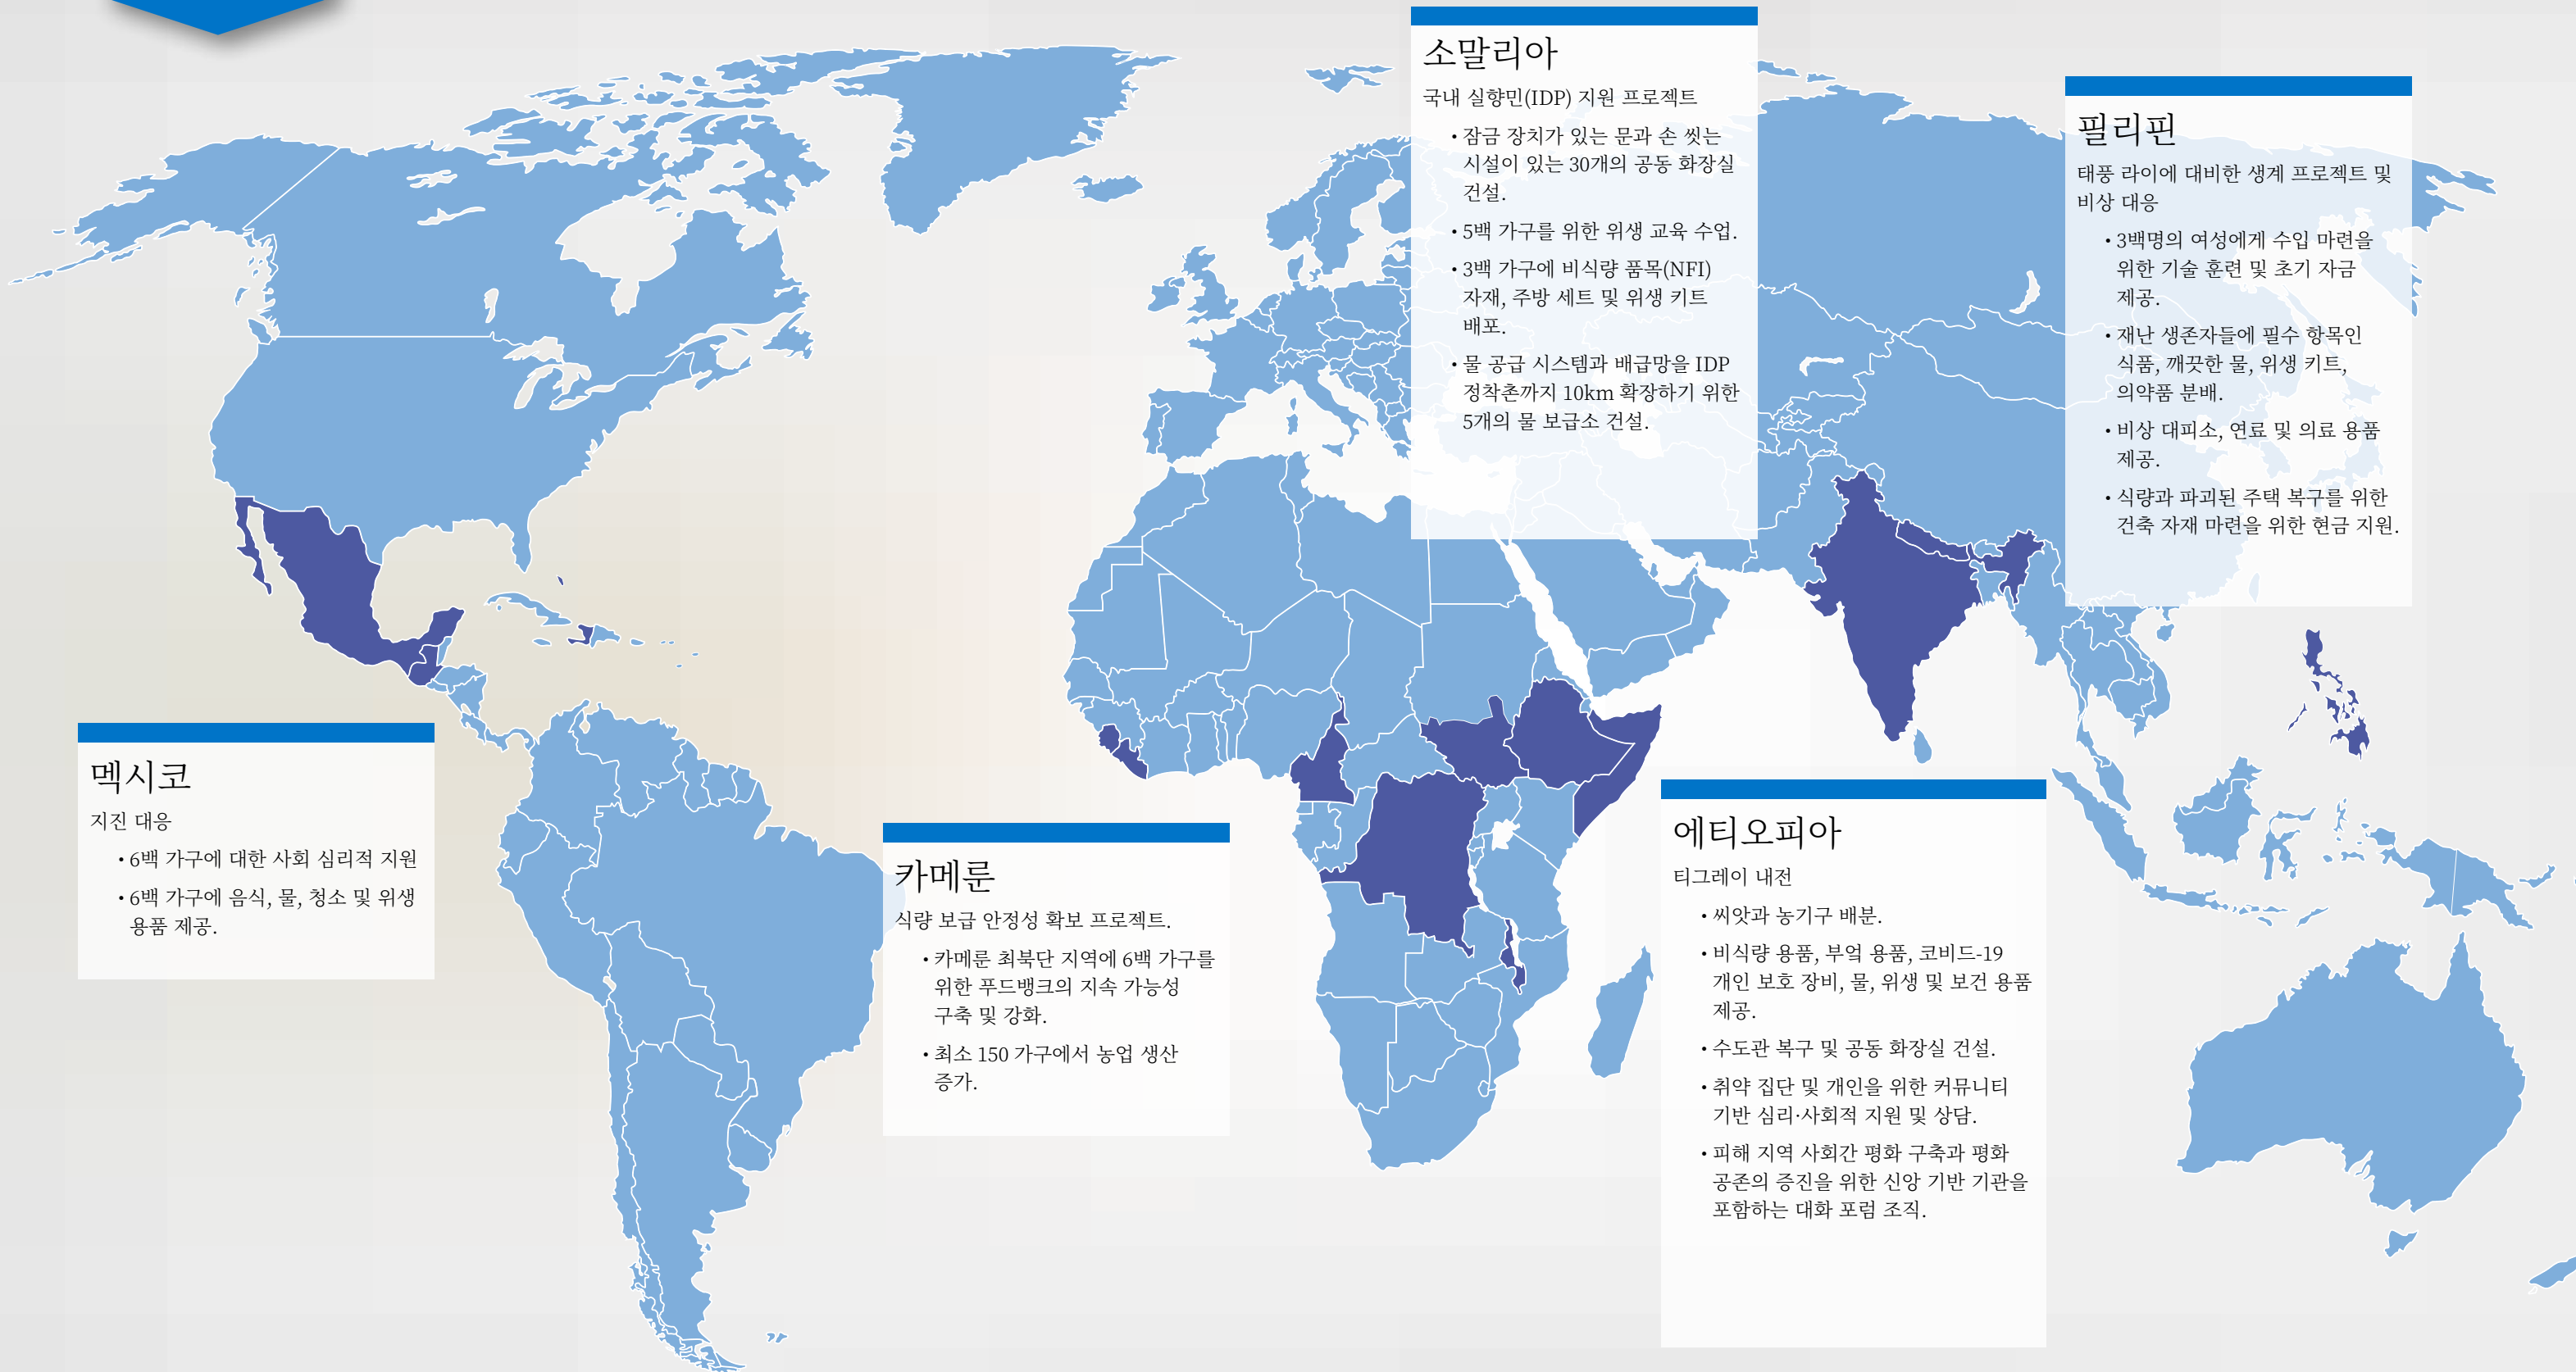 소말리아
국내 실향민(IDP) 지원 프로젝트
• 잠금 장치가 있는 문과 손 씻는
시설이 있는 30개의 공동 화장실
건설.
• 5백 가구를 위한 위생 교육 수업.
• 3백 가구에 비식량 품목(NFI)
자재, 주방 세트 및 위생 키트
배포.
• 물 공급 시스템과 배급망을 IDP
정착촌까지 10km 확장하기 위한
5개의 물 보급소 건설.
필리핀
태풍 라이에 대비한 생계 프로젝트 및
비상 대응
• 3백명의 여성에게 수입 마련을
위한 기술 훈련 및 초기 자금
제공.
• 재난 생존자들에 필수 항목인
식품, 깨끗한 물, 위생 키트,
의약품 분배.
• 비상 대피소, 연료 및 의료 용품
제공.
• 식량과 파괴된 주택 복구를 위한
건축 자재 마련을 위한 현금 지원.
멕시코
지진 대응
• 6백 가구에 대한 사회 심리적 지원
• 6백 가구에 음식, 물, 청소 및 위생
용품 제공.
카메룬
식량 보급 안정성 확보 프로젝트.
• 카메룬 최북단 지역에 6백 가구를
위한 푸드뱅크의 지속 가능성
구축 및 강화.
• 최소 150 가구에서 농업 생산
증가.
에티오피아
티그레이 내전
• 씨앗과 농기구 배분.
• 비식량 용품, 부엌 용품, 코비드-19
개인 보호 장비, 물, 위생 및 보건 용품
제공.
• 수도관 복구 및 공동 화장실 건설.
• 취약 집단 및 개인을 위한 커뮤니티
기반 심리·사회적 지원 및 상담.
• 피해 지역 사회간 평화 구축과 평화
공존의 증진을 위한 신앙 기반 기관을
포함하는 대화 포럼 조직.